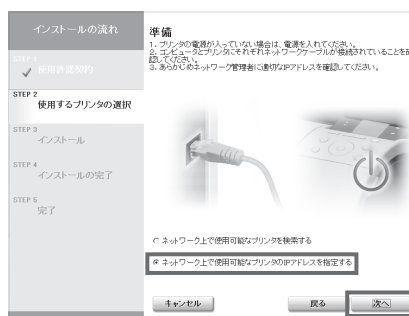 インストールの流れ
STEP 1
使用許諾契約
STEP 2
使用するプリンタの選択
STEP 3
インストール
STEP 4
インストールの完了
STEP 5
完了
準備
1. プリンタの電源が入っていない場合は、電源を入れてください。
2. コンピュータとプリンタにそれぞれネットワークケーブルが接続されていることを確
認してください。
3. あらかじめネットワーク管理者に適切なIPアドレスを確認してください。
ネットワーク上で使用可能なプリンタを検索する
ネットワーク上で使用可能なプリンタのIPアドレスを指定する
キャンセル
戻る
次へ